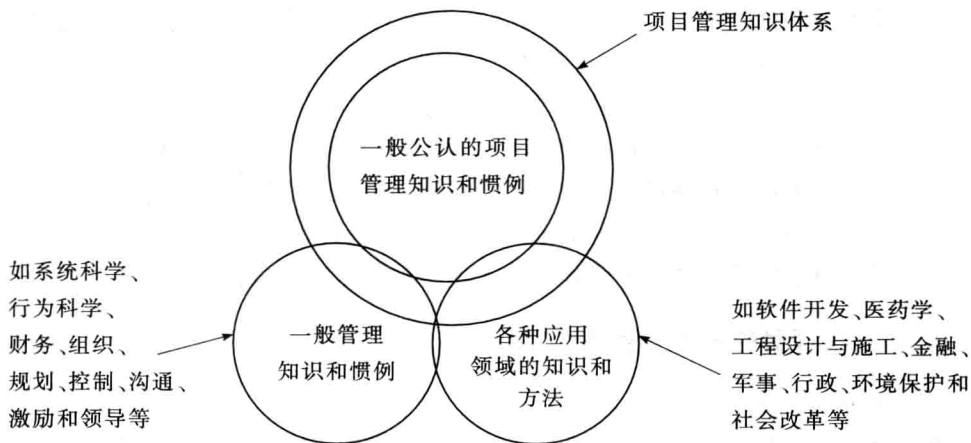 项目管理知识体系
一般公认的项目
管理知识和惯例
如系统科学、
行为科学、
财务、组织、
规划、控制、沟通、
激励和领导等
一般管理
知识和惯例
各种应用
领域的知识和
方法
如软件开发、医药学、
工程设计与施工、金融、
军事、行政、环境保护和
社会改革等